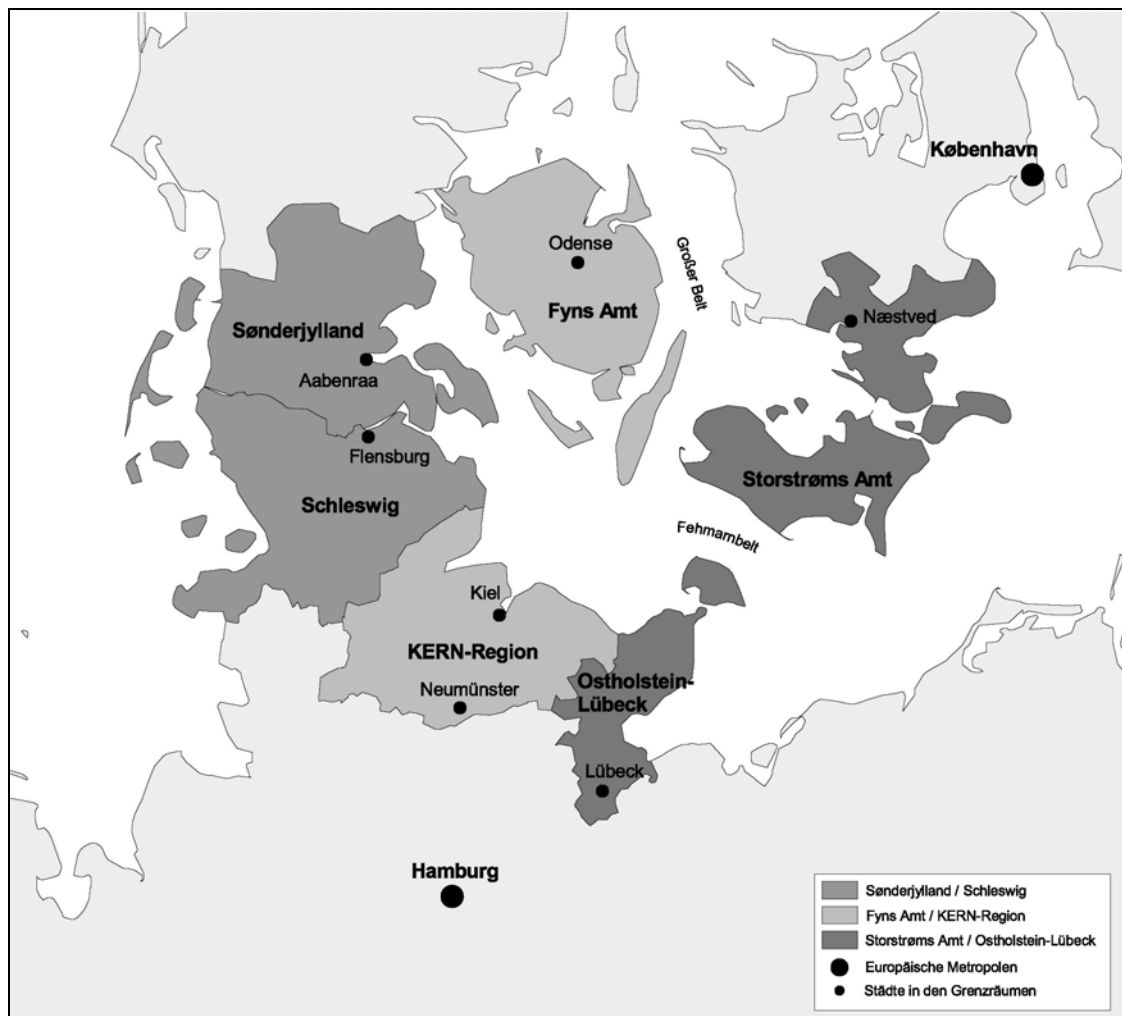 København
Odense
Großer Belt
Fyns Amt
Næstved
Sønderjylland
Aabenraa
Flensburg
Storstrøms Amt
Schleswig
Fehmarnbelt
Kiel
KERN-Region
Ostholstein-
Lübeck
Neumünster
Lübeck
Hamburg
Sønderjylland / Schleswig
Fyns Amt / KERN-Region
Storstrøms Amt / Ostholstein-Lübeck
Europäische Metropolen
Städte in den Grenzräumen